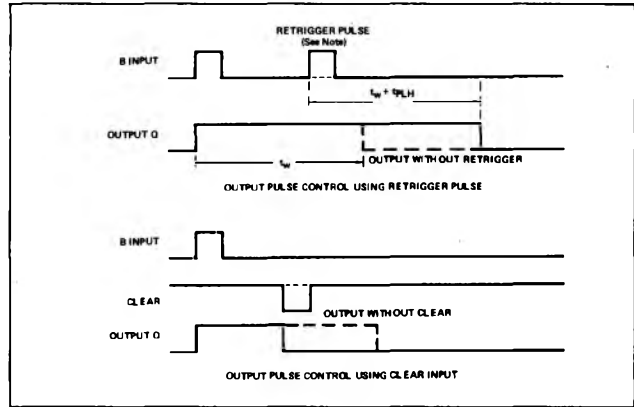 RETRIGGER PULSE
(See Note)
B INPUT
tw + tPLH
OUTPUT Q
OUTPUT WITHOUT RETRIGGER
tw
OUTPUT PULSE CONTROL USING RETRIGGER PULSE
B INPUT
CLEAR
OUTPUT WITHOUT CLEAR
OUTPUT Q
OUTPUT PULSE CONTROL USING CLEAR INPUT